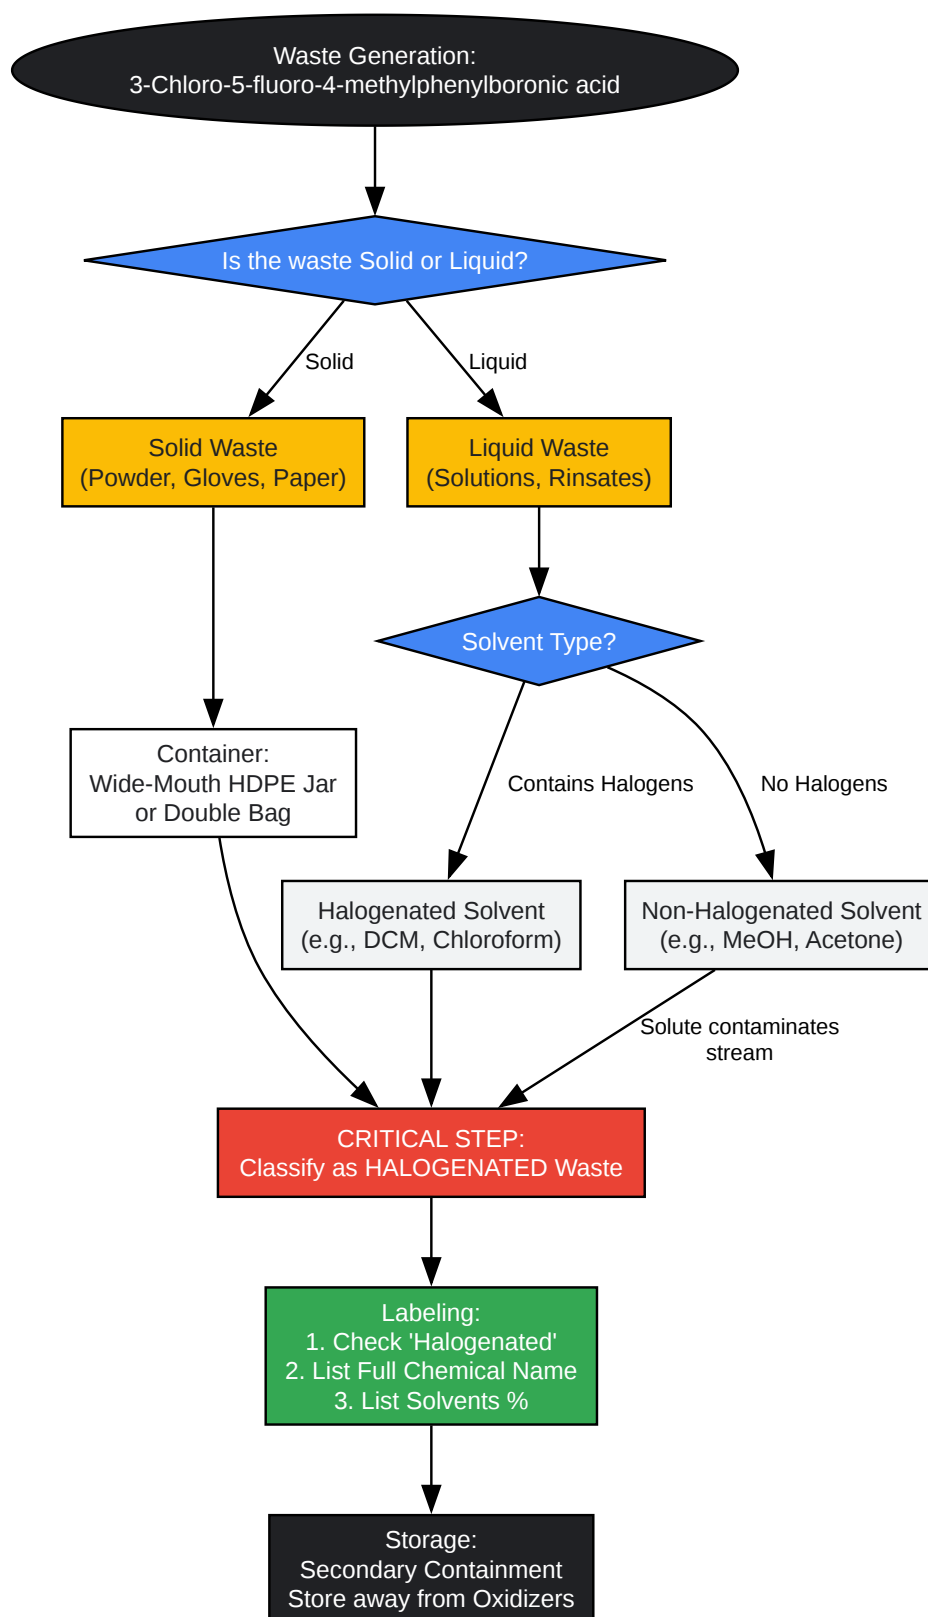 Waste Generation:
3-Chloro-5-fluoro-4-methylphenylboronic acid
Is the waste Solid or Liquid?
Solid
Liquid
Solid Waste
(Powder, Gloves, Paper)
Liquid Waste
(Solutions, Rinsates)
Solvent Type?
Container:
Wide-Mouth HDPE Jar
or Double Bag
Contains Halogens
No Halogens
Halogenated Solvent
(e.g., DCM, Chloroform)
Non-Halogenated Solvent
(e.g., MeOH, Acetone)
Solute contaminates
stream
CRITICAL STEP:
Classify as HALOGENATED Waste
Labeling:
1. Check 'Halogenated'
2. List Full Chemical Name
3. List Solvents %
Storage:
Secondary Containment
Store away from Oxidizers